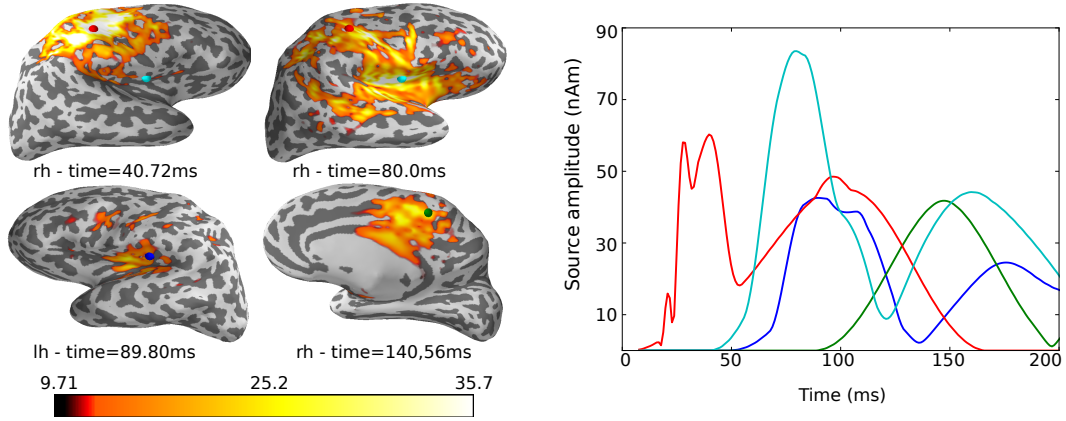 rh - time=40.72ms
rh - time=80.0ms
lh - time=89.80ms
rh - time=140,56ms
9.71 25.2 35.7
Source amplitude (nAm)
90
70
50
30
10
0 50 100 150 200
Time (ms)